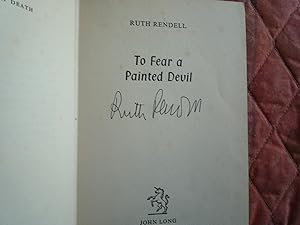 DEATH
RUTH RENDELL
To Fear a
Painted Devil
Ruth Rendell
JOHN LONG